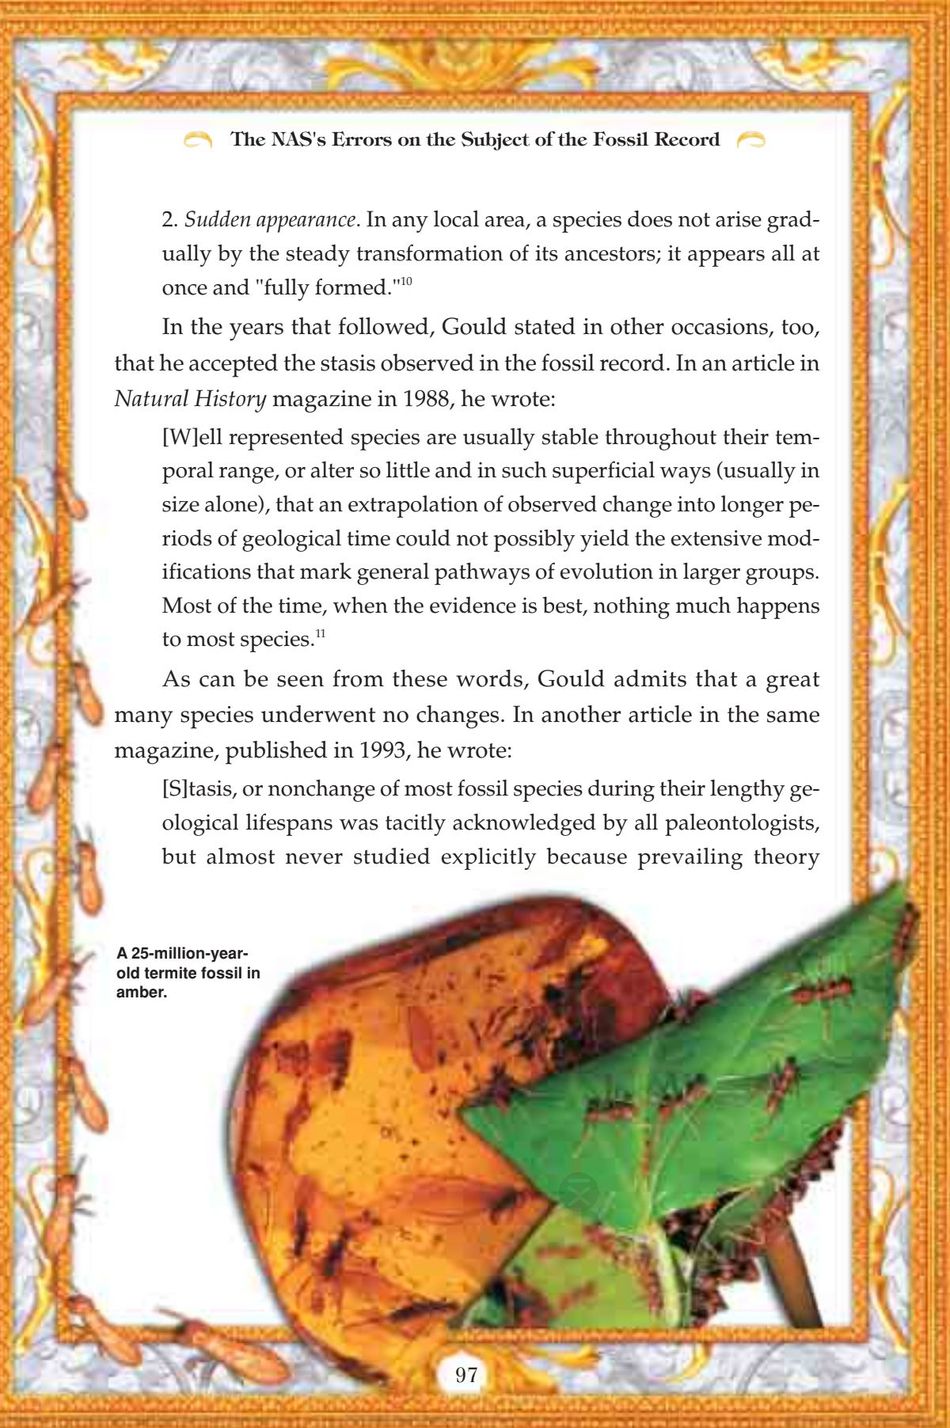 The NAS's Errors on the Subject of the Fossil Record
2. Sudden appearance. In any local area, a species does not arise grad-
ually by the steady transformation of its ancestors; it appears all at
once and "fully formed."10
In the years that followed, Gould stated in other occasions, too,
that he accepted the stasis observed in the fossil record. In an article in
Natural History magazine in 1988, he wrote:
[W]ell represented species are usually stable throughout their tem-
poral range, or alter so little and in such superficial ways (usually in
size alone), that an extrapolation of observed change into longer pe-
riods of geological time could not possibly yield the extensive mod-
ifications that mark general pathways of evolution in larger groups.
Most of the time, when the evidence is best, nothing much happens
to most species.11
As can be seen from these words, Gould admits that a great
many species underwent no changes. In another article in the same
magazine, published in 1993, he wrote:
[S]tasis, or nonchange of most fossil species during their lengthy ge-
ological lifespans was tacitly acknowledged by all paleontologists,
but almost never studied explicitly because prevailing theory
A 25-million-year-
old termite fossil in
amber.
97